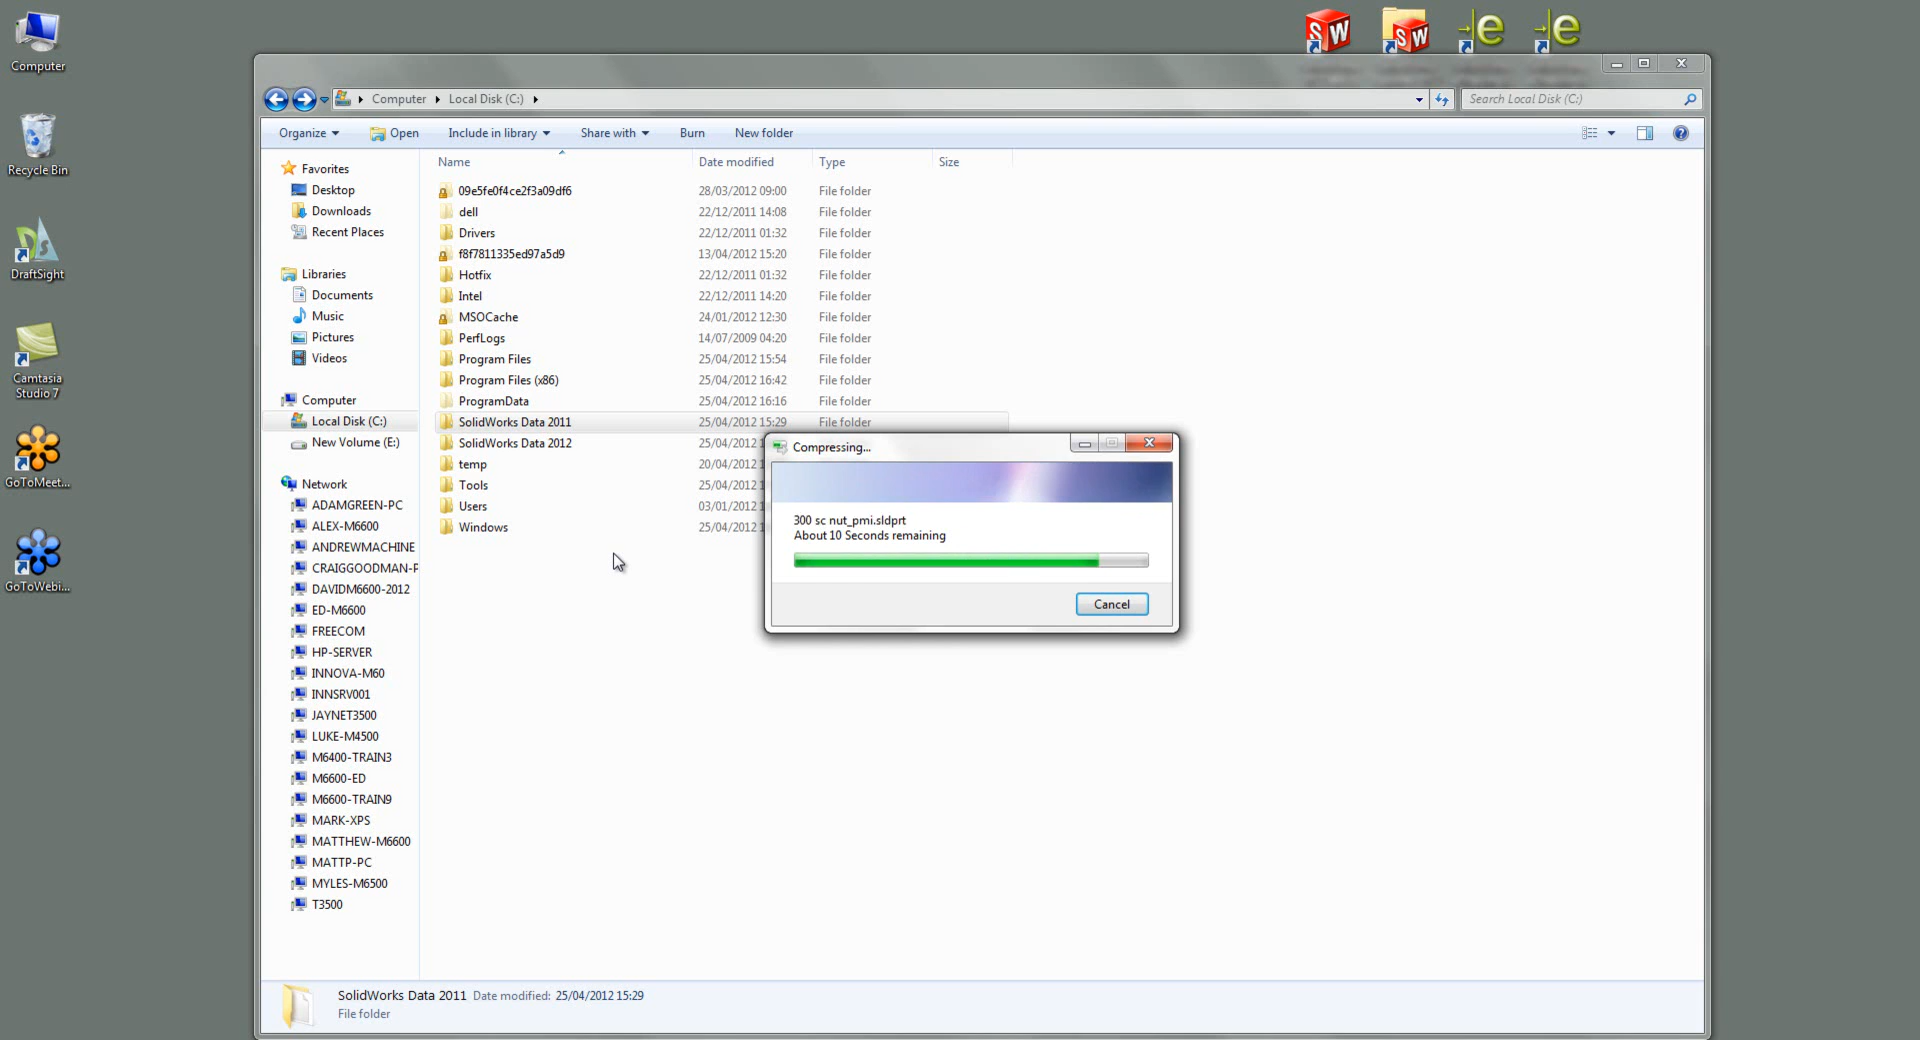 Computer
Recycle Bin
DraftSight
Camtasia
Studio 7
GoToMeet...
GoToWebi...
SW
SW
e
e
Computer
Local Disk (C:)
Search Local Disk (C:)
Organize
Open
Include in library
Share with
Burn
New folder
Favorites
Desktop
Downloads
Recent Places
Libraries
Documents
Music
Pictures
Videos
Computer
Local Disk (C:)
New Volume (E:)
Network
ADAMGREEN-PC
ALEX-M6600
ANDREWMACHINE
CRAIGGOODMAN-P
DAVIDM6600-2012
ED-M6600
FREECOM
HP-SERVER
INNOVA-M60
INNSRV001
JAYNET3500
LUKE-M4500
M6400-TRAIN3
M6600-ED
M6600-TRAIN9
MARK-XPS
MATTHEW-M6600
MATTP-PC
MYLES-M6500
T3500
Name Date modified Type Size
09e5fe0f4ce2f3a09df6 28/03/2012 09:00 File folder
dell 22/12/2011 14:08 File folder
Drivers 22/12/2011 01:32 File folder
f8f7811335ed97a5d9 13/04/2012 15:20 File folder
Hotfix 22/12/2011 01:32 File folder
Intel 22/12/2011 14:20 File folder
MSOCache 24/01/2012 12:30 File folder
PerfLogs 14/07/2009 04:20 File folder
Program Files 25/04/2012 15:54 File folder
Program Files (x86) 25/04/2012 16:42 File folder
ProgramData 25/04/2012 16:16 File folder
SolidWorks Data 2011 25/04/2012 15:29 File folder
SolidWorks Data 2012 25/04/2012 1
temp 20/04/2012 1
Tools 25/04/2012 1
Users 03/01/2012 1
Windows 25/04/2012 1
Compressing...
300 sc nut_pmi.sldprt
About 10 Seconds remaining
Cancel
SolidWorks Data 2011 Date modified: 25/04/2012 15:29
File folder